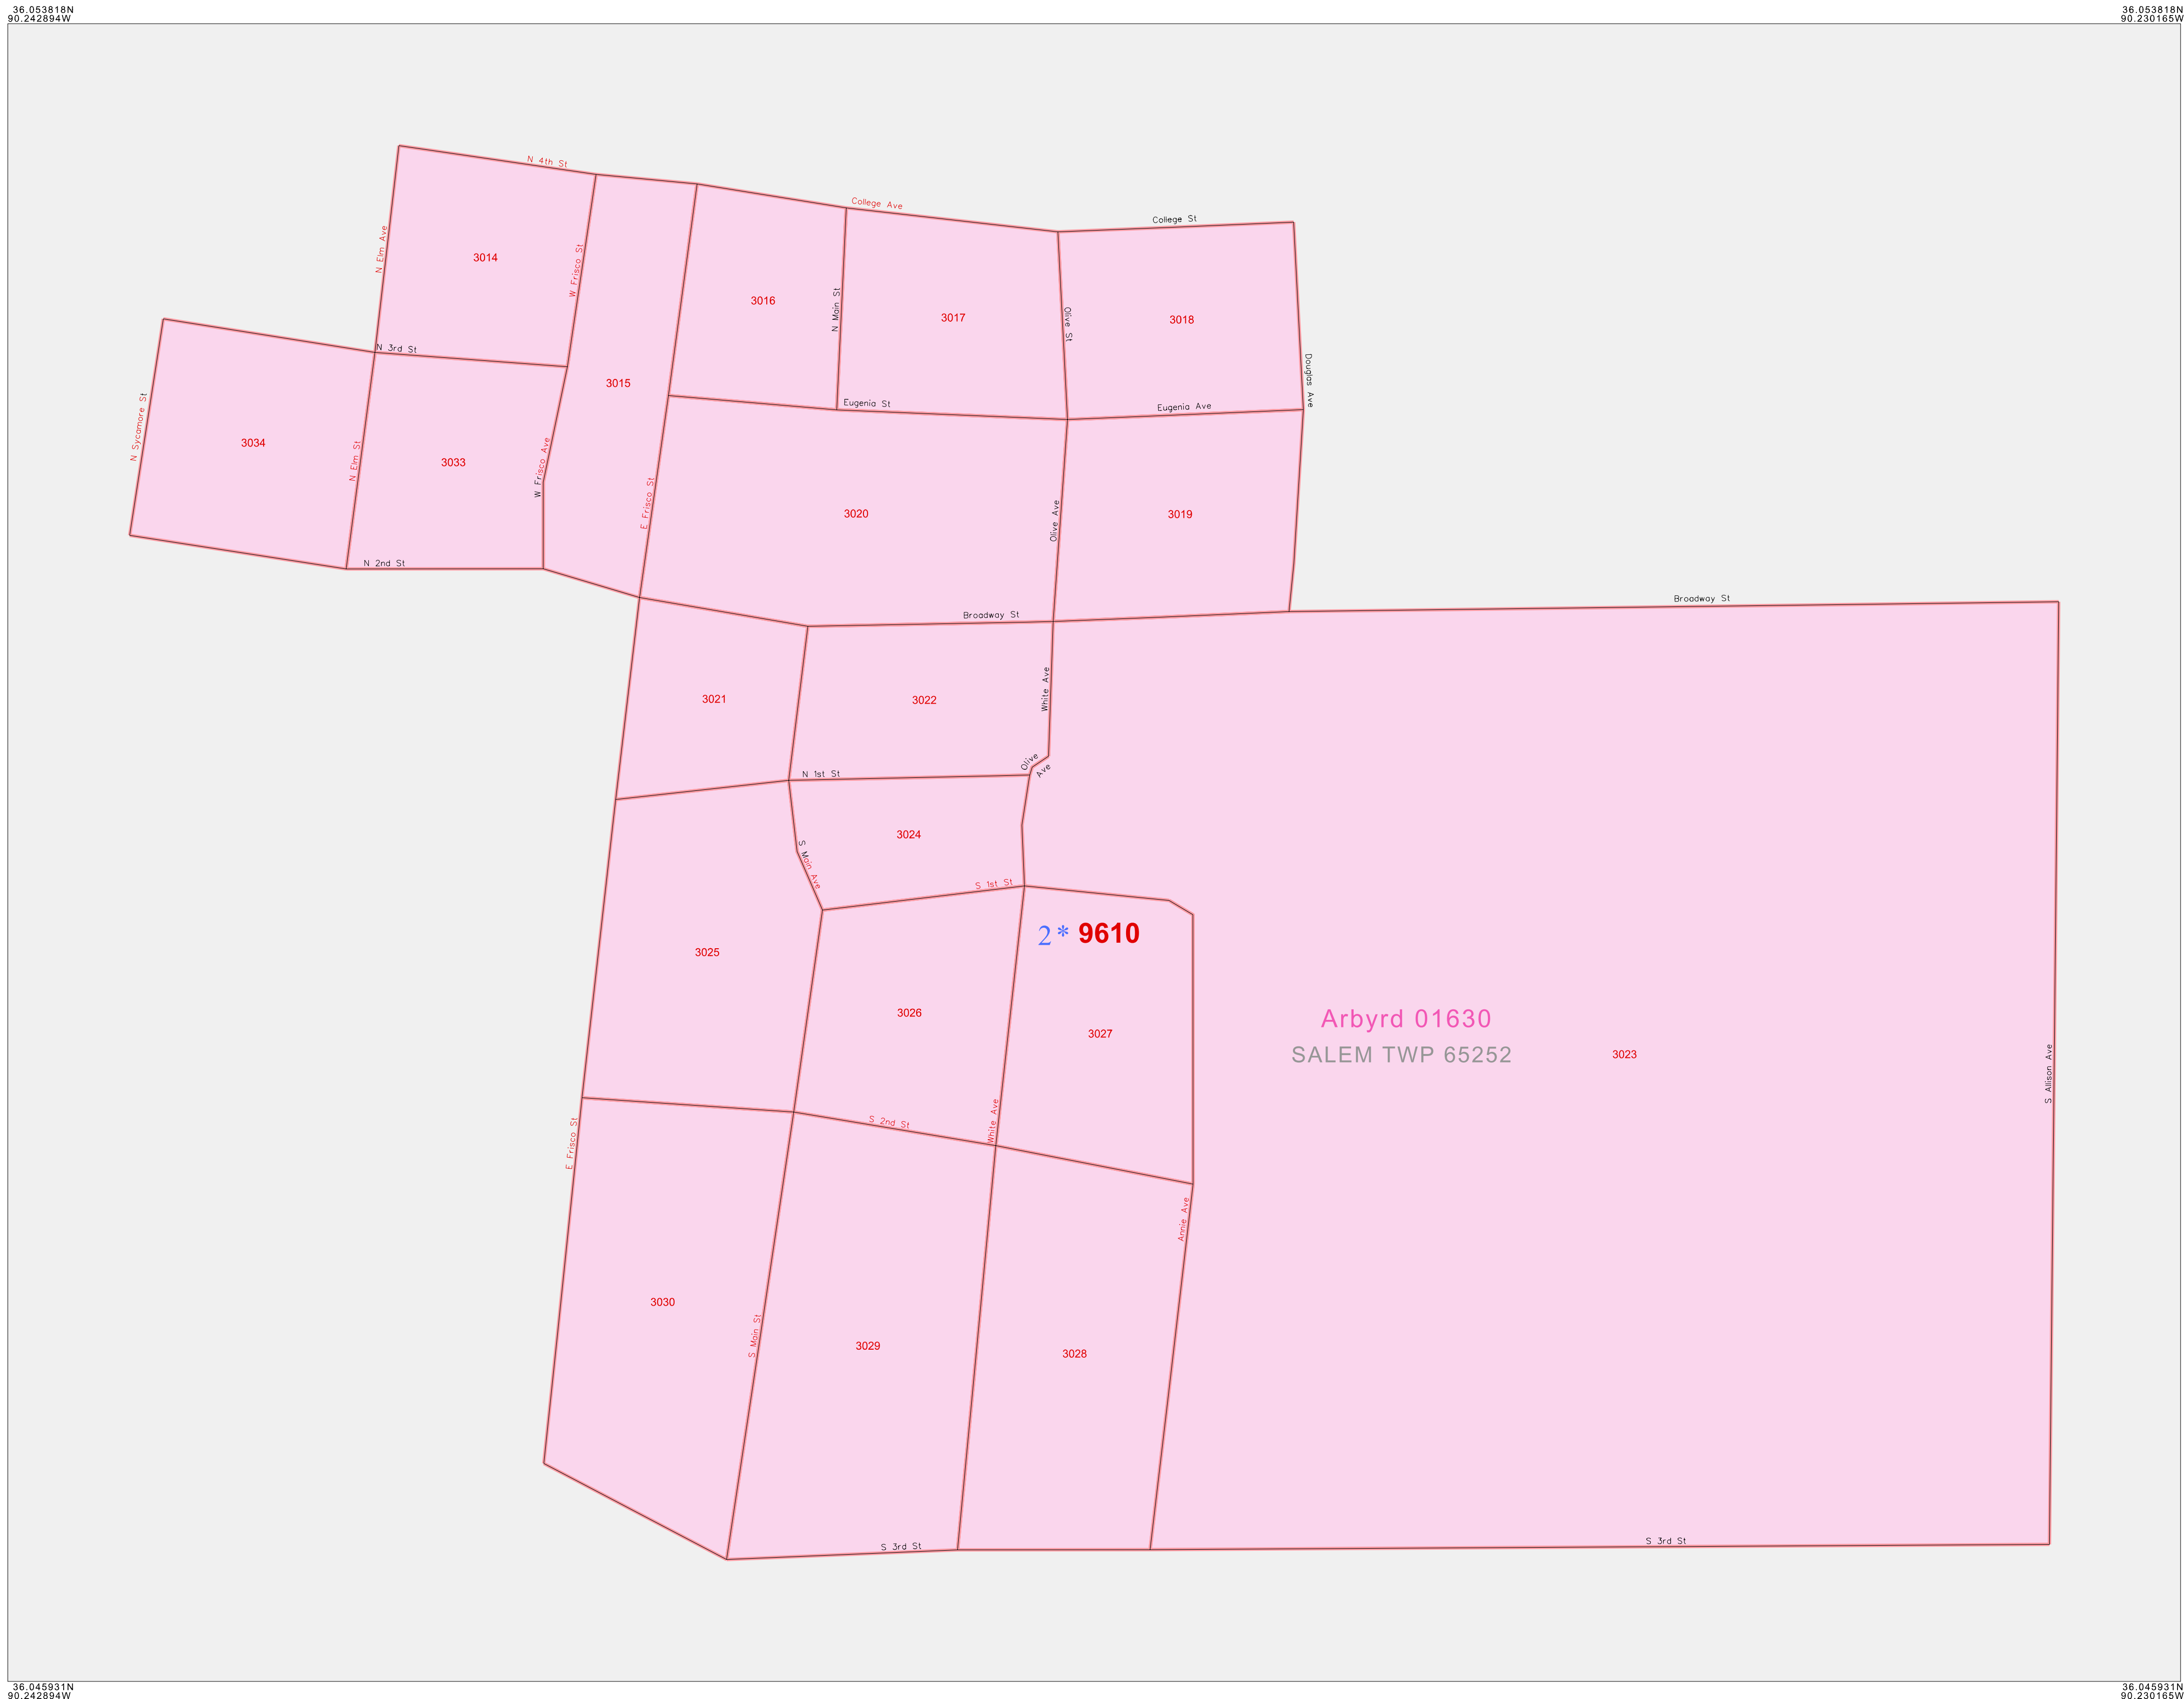 36.053818N
90.242894W
36.053818N
90.230165W
N 4th St
College Ave
College St
N Elm Ave
3014
W Frisco St
3016
N Main St
3017
Olive St
3018
N 3rd St
3015
Douglas Ave
Eugenia St
Eugenia Ave
N Sycamore St
3034
N Elm St
3033
W Frisco Ave
E Frisco St
3020
Olive Ave
3019
N 2nd St
Broadway St
Broadway St
3021
3022
White Ave
N 1st St
Olive
Ave
3024
S Main Ave
S 1st St
2* 9610
3025
3026
3027
Arbyrd 01630
SALEM TWP 65252
3023
S Allison Ave
E Frisco St
S 2nd St
White Ave
Annie Ave
3030
S Main St
3029
3028
S 3rd St
S 3rd St
36.045931N
90.242894W
36.045931N
90.230165W